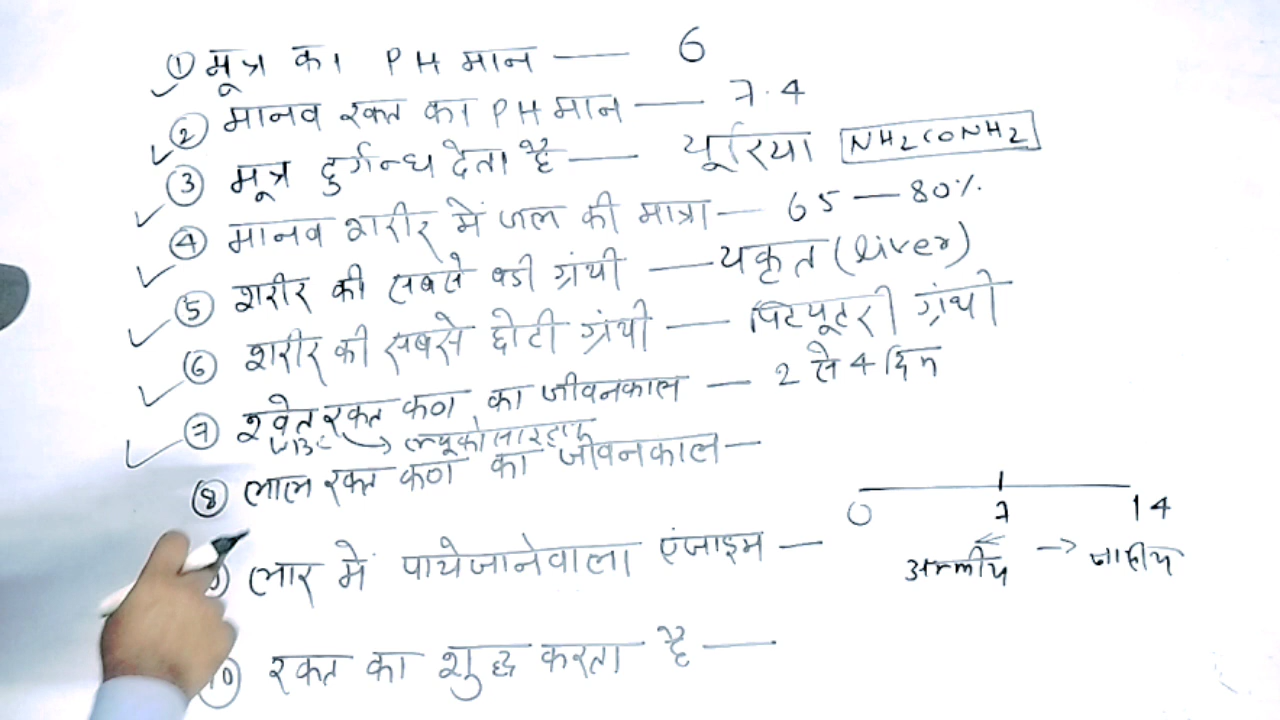 ① मूत्र का PH मान — 6
② मानव रक्त का PH मान — 7.4
③ मूत्र दुर्गन्ध देता है — यूरिया NH2CONH2
④ मानव शरीर में जल की मात्रा — 65 — 80%.
⑤ शरीर की सबसे बडी ग्रंथी — यकृत (liver)
⑥ शरीर की सबसे छोटी ग्रंथी — पिटयूटरी ग्रंथी
⑦ श्वेत रक्त कण का जीवनकाल — 2 से 4 दिन
WBC → ल्यूकोसाइट
⑧ लाल रक्त कण का जीवनकाल —
0 7 14
← अम्लीय → क्षारीय
लार में पाये जानेवाला एंजाइम —
10 रक्त का शुद्ध करता है —